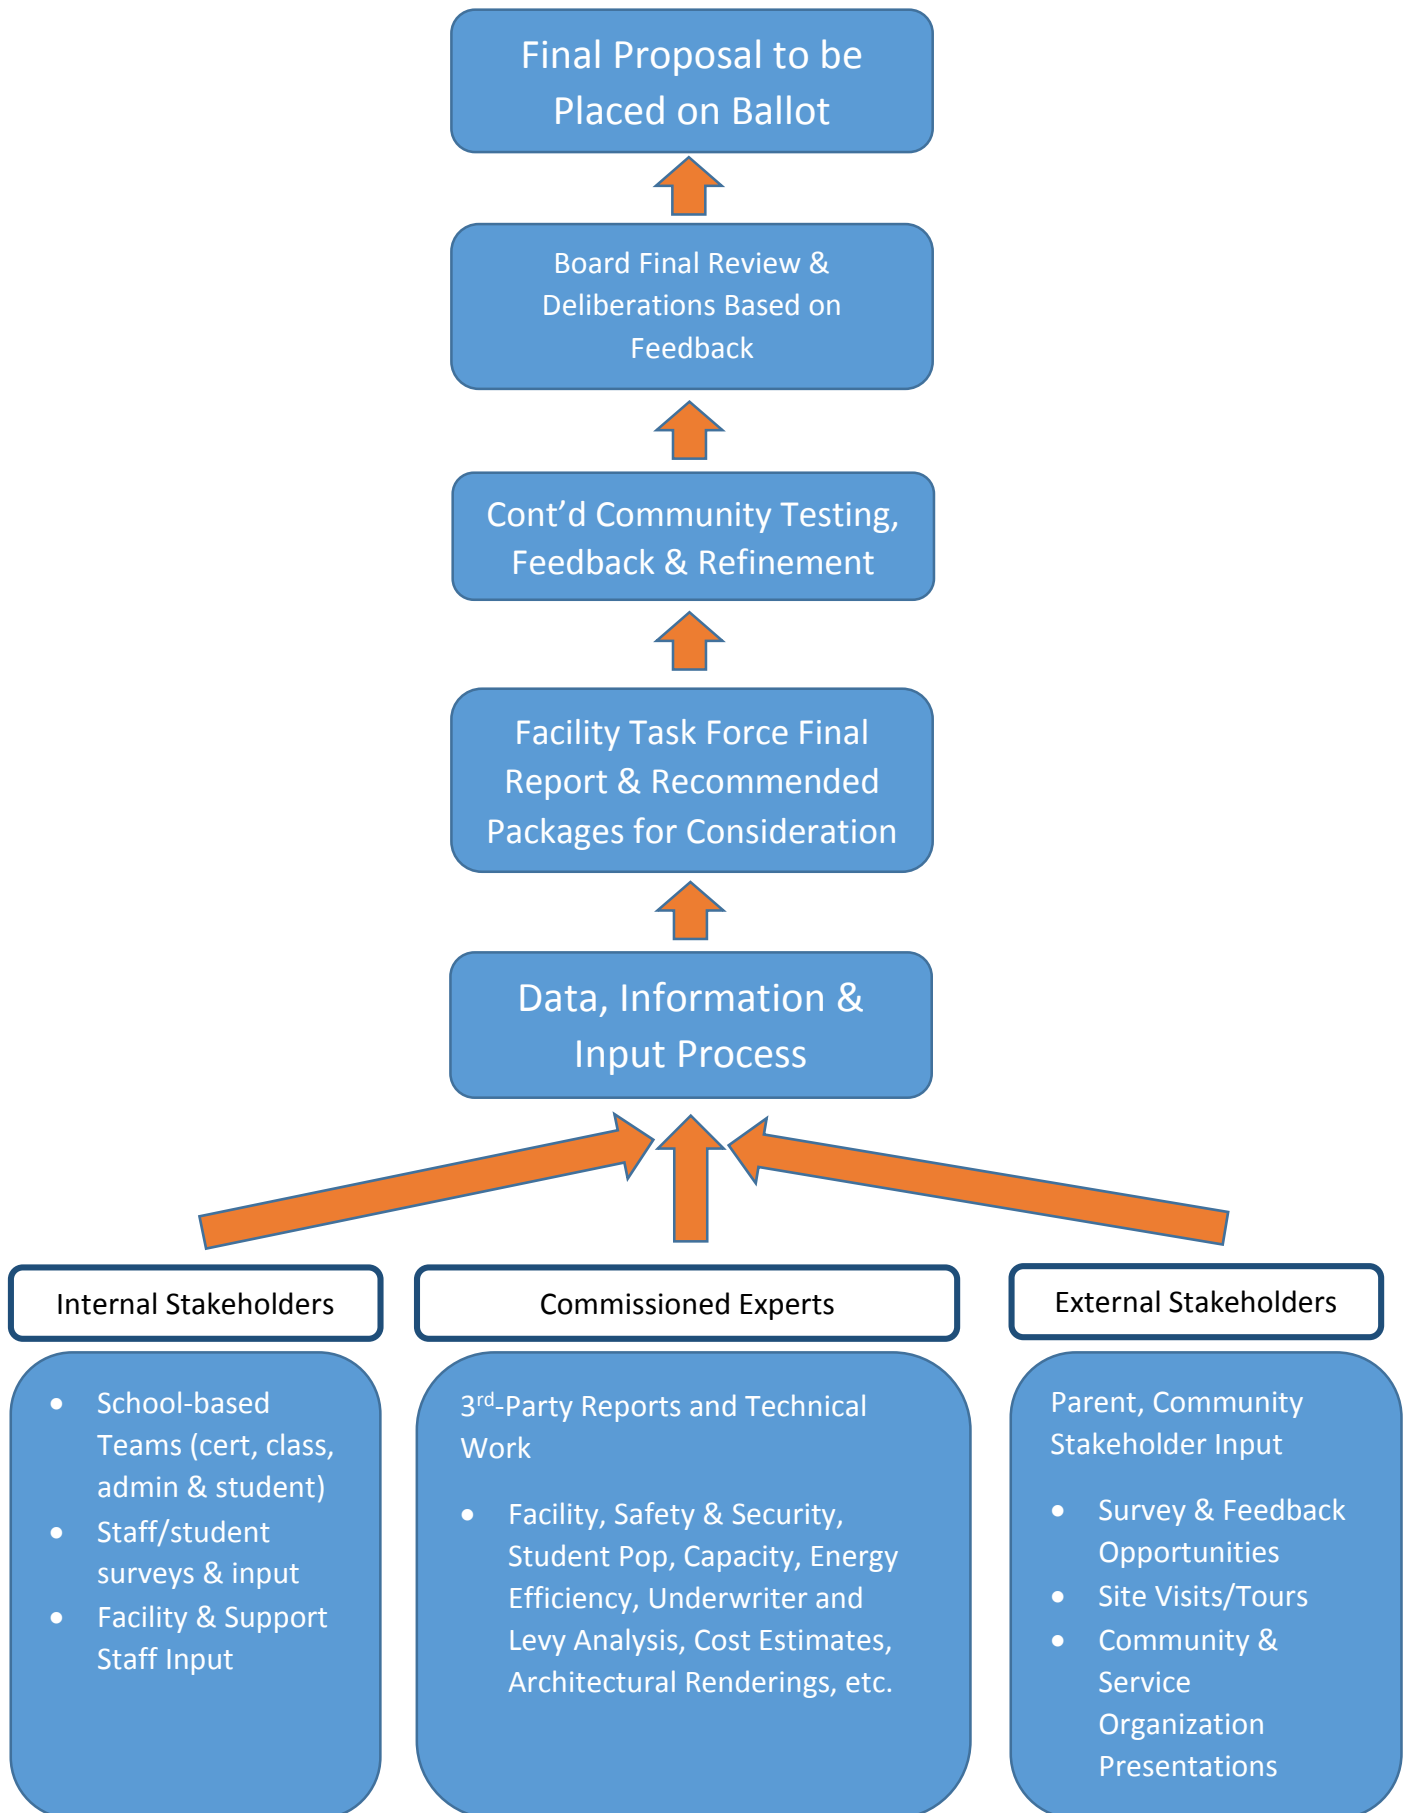 Final Proposal to be
Placed on Ballot
Board Final Review &
Deliberations Based on
Feedback
Cont’d Community Testing,
Feedback & Refinement
Facility Task Force Final
Report & Recommended
Packages for Consideration
Data, Information &
Input Process
Internal Stakeholders
• School-based
Teams (cert, class,
admin & student)
• Staff/student
surveys & input
• Facility & Support
Staff Input
Commissioned Experts
3rd-Party Reports and Technical
Work
• Facility, Safety & Security,
Student Pop, Capacity, Energy
Efficiency, Underwriter and
Levy Analysis, Cost Estimates,
Architectural Renderings, etc.
External Stakeholders
Parent, Community
Stakeholder Input
• Survey & Feedback
Opportunities
• Site Visits/Tours
• Community &
Service
Organization
Presentations